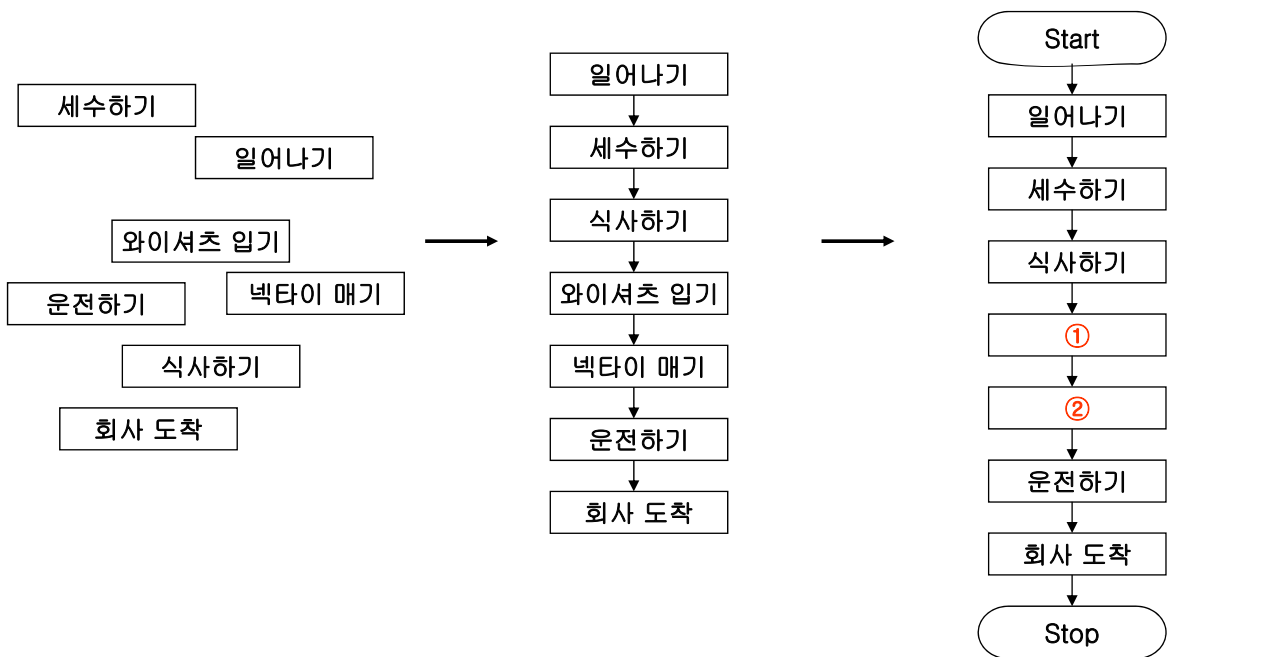 세수하기
일어나기
와이셔츠 입기
넥타이 매기
운전하기
식사하기
회사 도착
일어나기
세수하기
식사하기
와이셔츠 입기
넥타이 매기
운전하기
회사 도착
Start
일어나기
세수하기
식사하기
①
②
운전하기
회사 도착
Stop